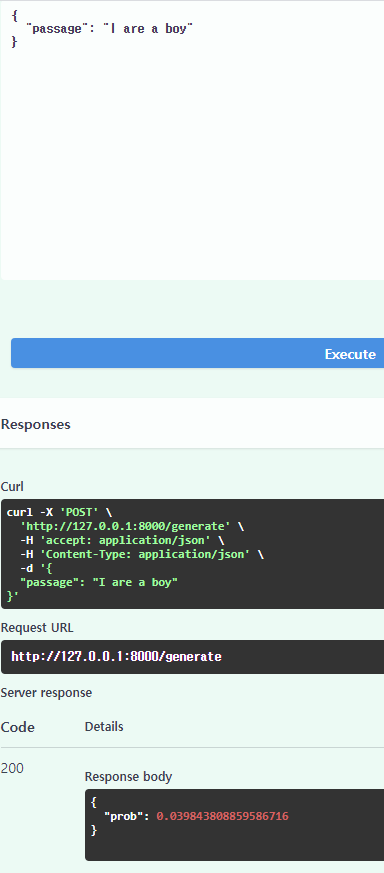 {
  "passage": "I are a boy"
}
Execute
Responses
Curl
curl -X 'POST' \
  'http://127.0.0.1:8000/generate' \
  -H 'accept: application/json' \
  -H 'Content-Type: application/json' \
  -d '{
  "passage": "I are a boy"
}'
Request URL
http://127.0.0.1:8000/generate
Server response
Code Details
200
Response body
{
  "prob": 0.039843808859586716
}